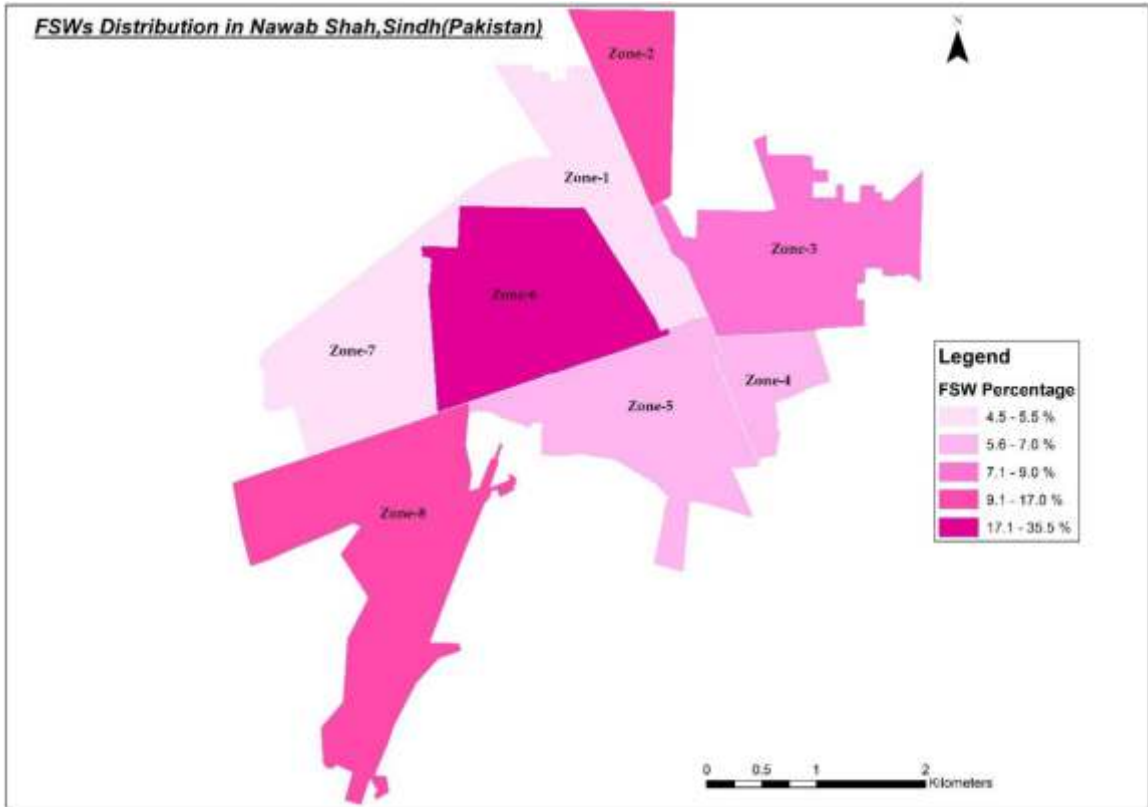 FSWs Distribution in Nawab Shah,Sindh(Pakistan)
N
Zone-2
Zone-1
Zone-3
Zone-6
Zone-7
Zone-4
Zone-5
Zone-8
Legend
FSW Percentage
4.5 - 5.5 %
5.6 - 7.0 %
7.1 - 9.0 %
9.1 - 17.0 %
17.1 - 35.5 %
0 0.5 1 2
Kilometers